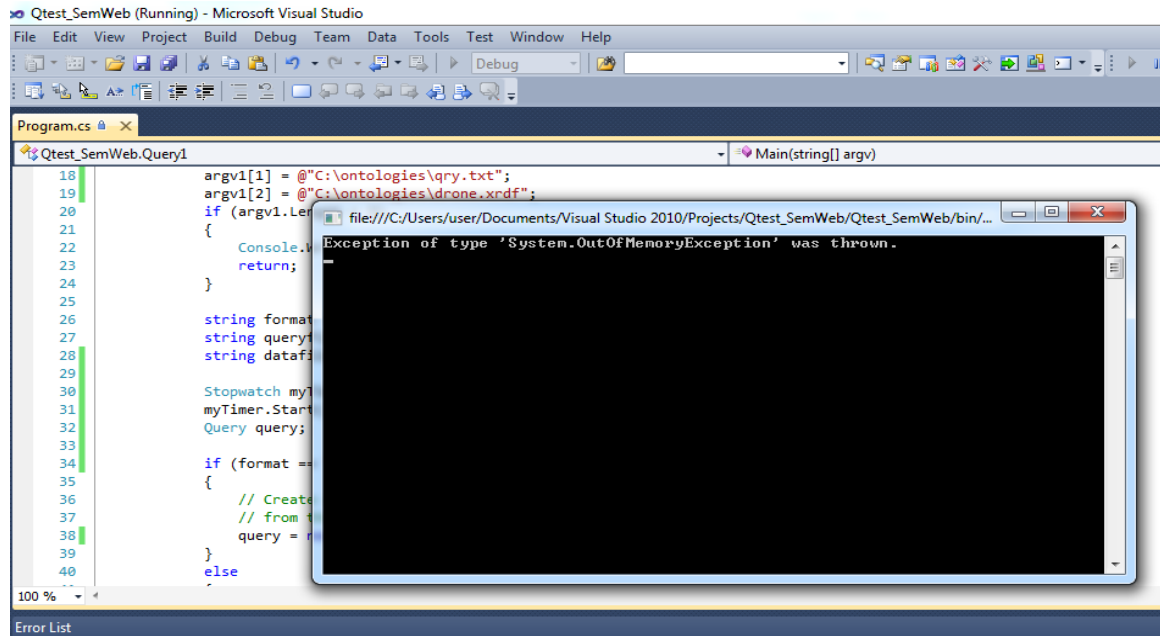 Qtest_SemWeb (Running) - Microsoft Visual Studio
File Edit View Project Build Debug Team Data Tools Test Window Help
Debug
Program.cs
Qtest_SemWeb.Query1
Main(string[] argv)
18 argv1[1] = @"C:\ontologies\qry.txt";
19 argv1[2] = @"C:\ontologies\drone.xrdf";
20 if (argv1.Len
21 {
22 Console.W
23 return;
24 }
25
26 string format
27 string queryf
28 string datafi
29
30 Stopwatch myT
31 myTimer.Start
32 Query query;
33
34 if (format ==
35 {
36 // Create
37 // from t
38 query = n
39 }
40 else
file:///C:/Users/user/Documents/Visual Studio 2010/Projects/Qtest_SemWeb/Qtest_SemWeb/bin/...
Exception of type 'System.OutOfMemoryException' was thrown.
100 %
Error List